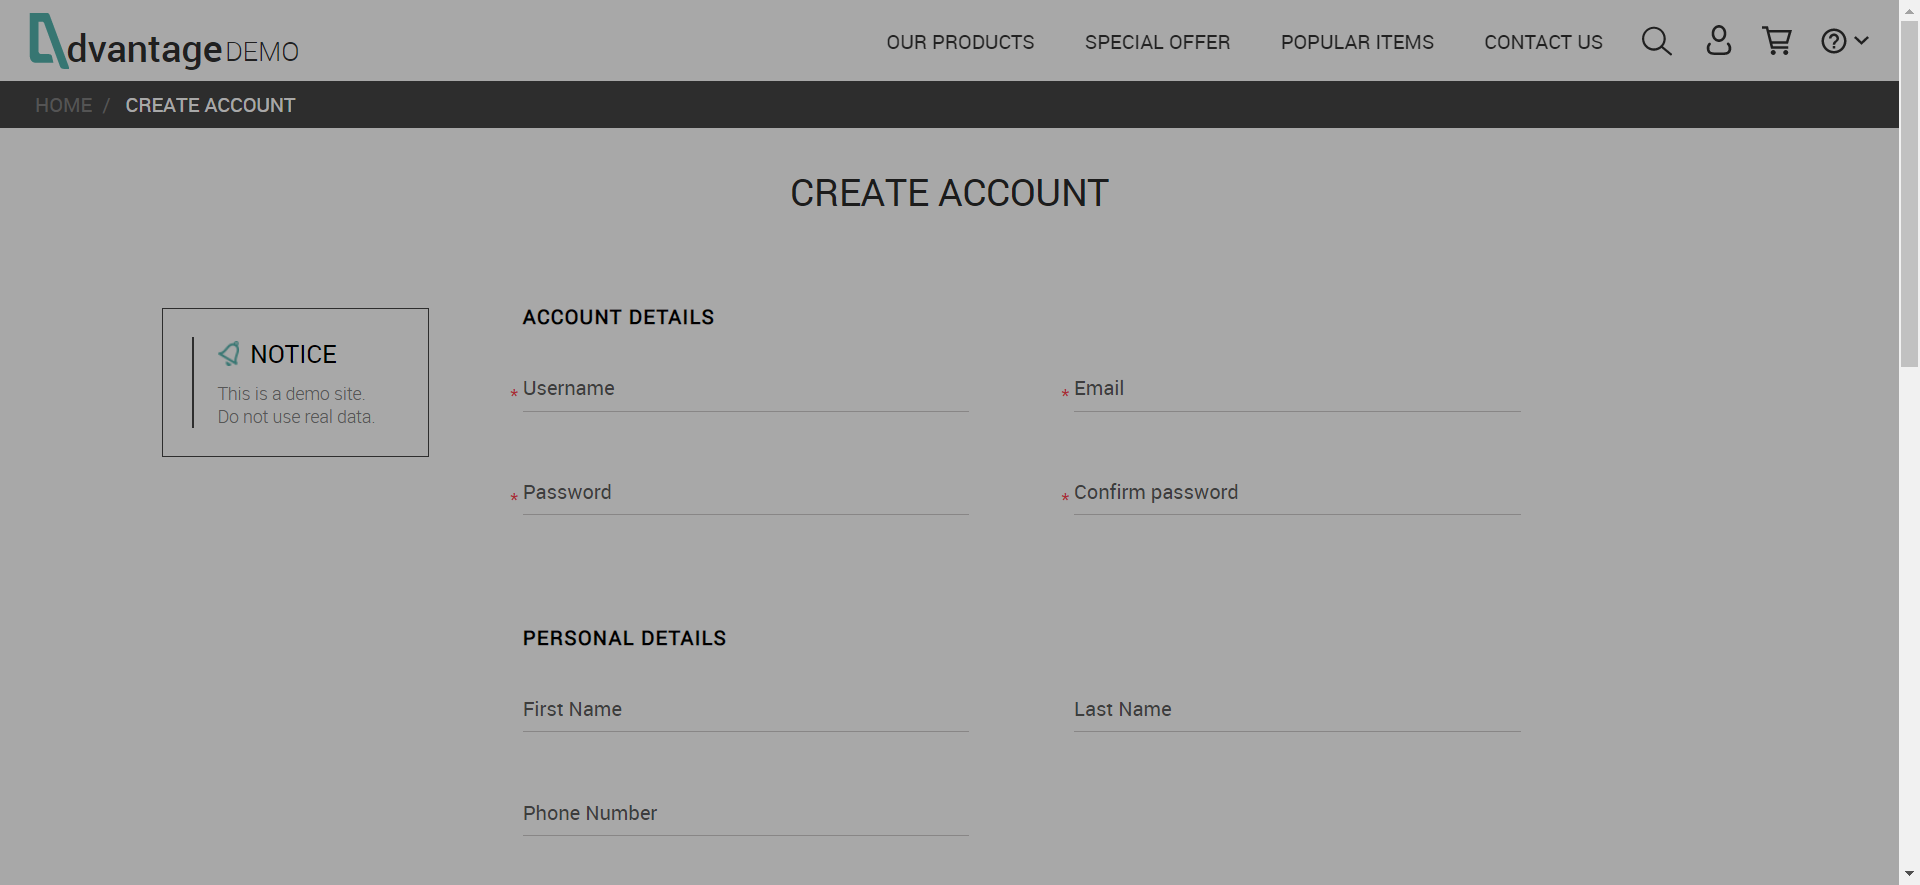 AdvantageDEMO
OUR PRODUCTS
SPECIAL OFFER
POPULAR ITEMS
CONTACT US
HOME / CREATE ACCOUNT
CREATE ACCOUNT
NOTICE
This is a demo site.
Do not use real data.
ACCOUNT DETAILS
* Username
* Email
* Password
* Confirm password
PERSONAL DETAILS
First Name
Last Name
Phone Number